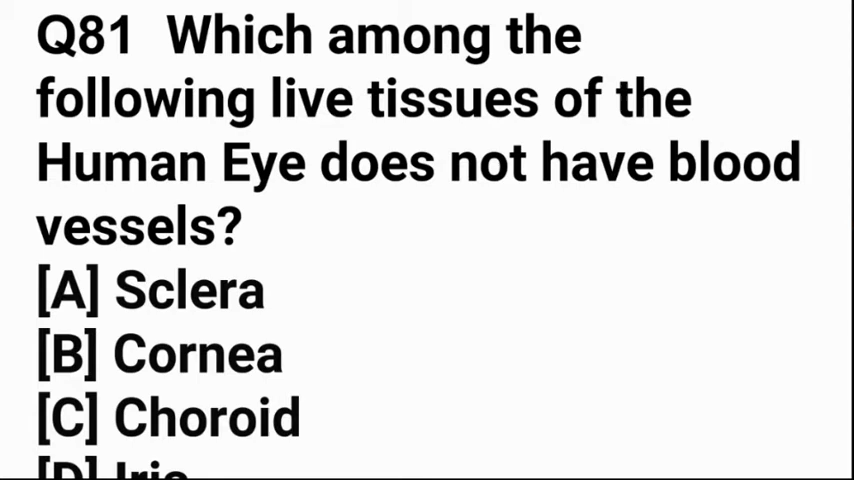 Q81 Which among the
following live tissues of the
Human Eye does not have blood
vessels?
[A] Sclera
[B] Cornea
[C] Choroid
[D] Iris